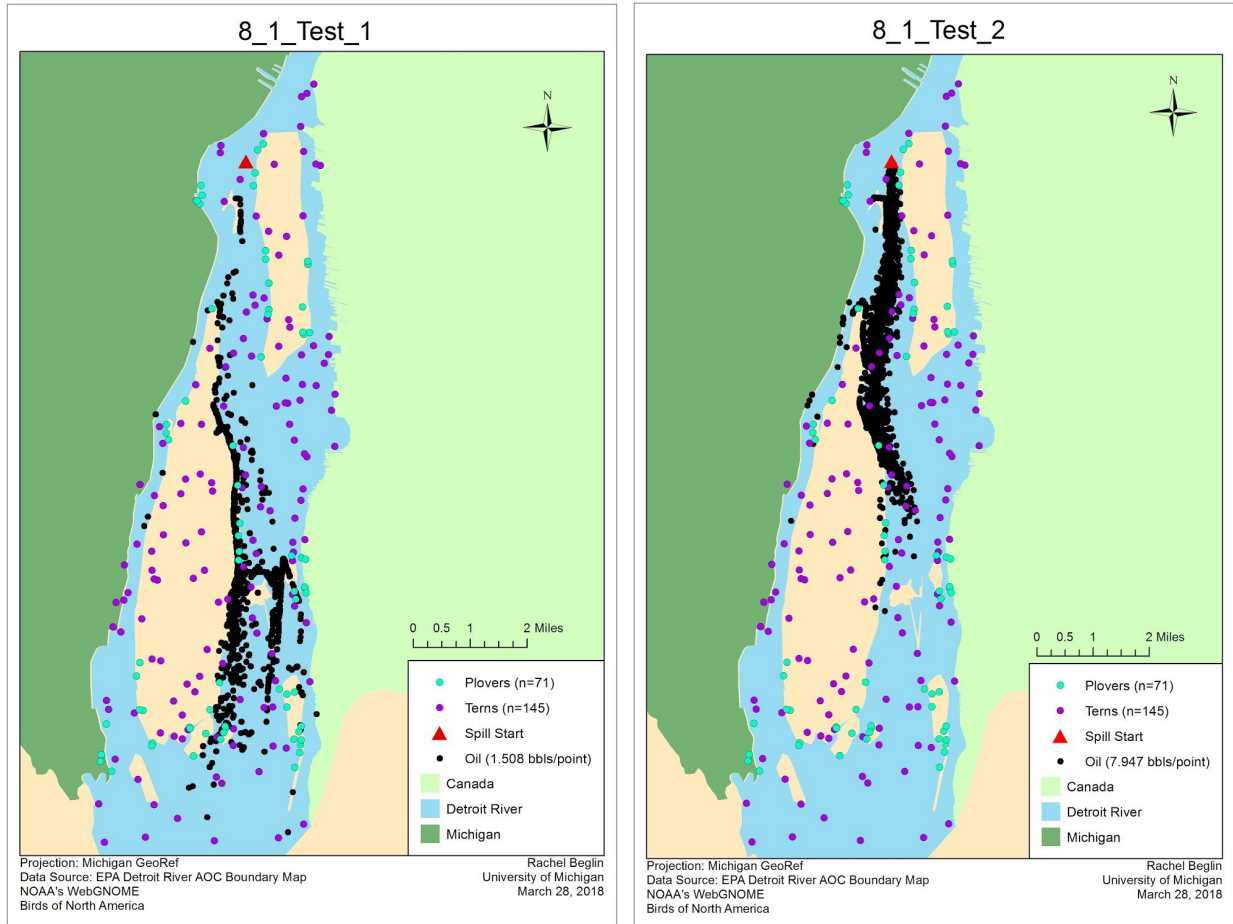 8_1_Test_1
N
0 0.5 1 2 Miles
Plovers (n=71)
Terns (n=145)
Spill Start
Oil (1.508 bbls/point)
Canada
Detroit River
Michigan
Projection: Michigan GeoRef
Data Source: EPA Detroit River AOC Boundary Map
NOAA's WebGNOME
Birds of North America
Rachel Beglin
University of Michigan
March 28, 2018
8_1_Test_2
N
0 0.5 1 2 Miles
Plovers (n=71)
Terns (n=145)
Spill Start
Oil (7.947 bbls/point)
Canada
Detroit River
Michigan
Projection: Michigan GeoRef
Data Source: EPA Detroit River AOC Boundary Map
NOAA's WebGNOME
Birds of North America
Rachel Beglin
University of Michigan
March 28, 2018